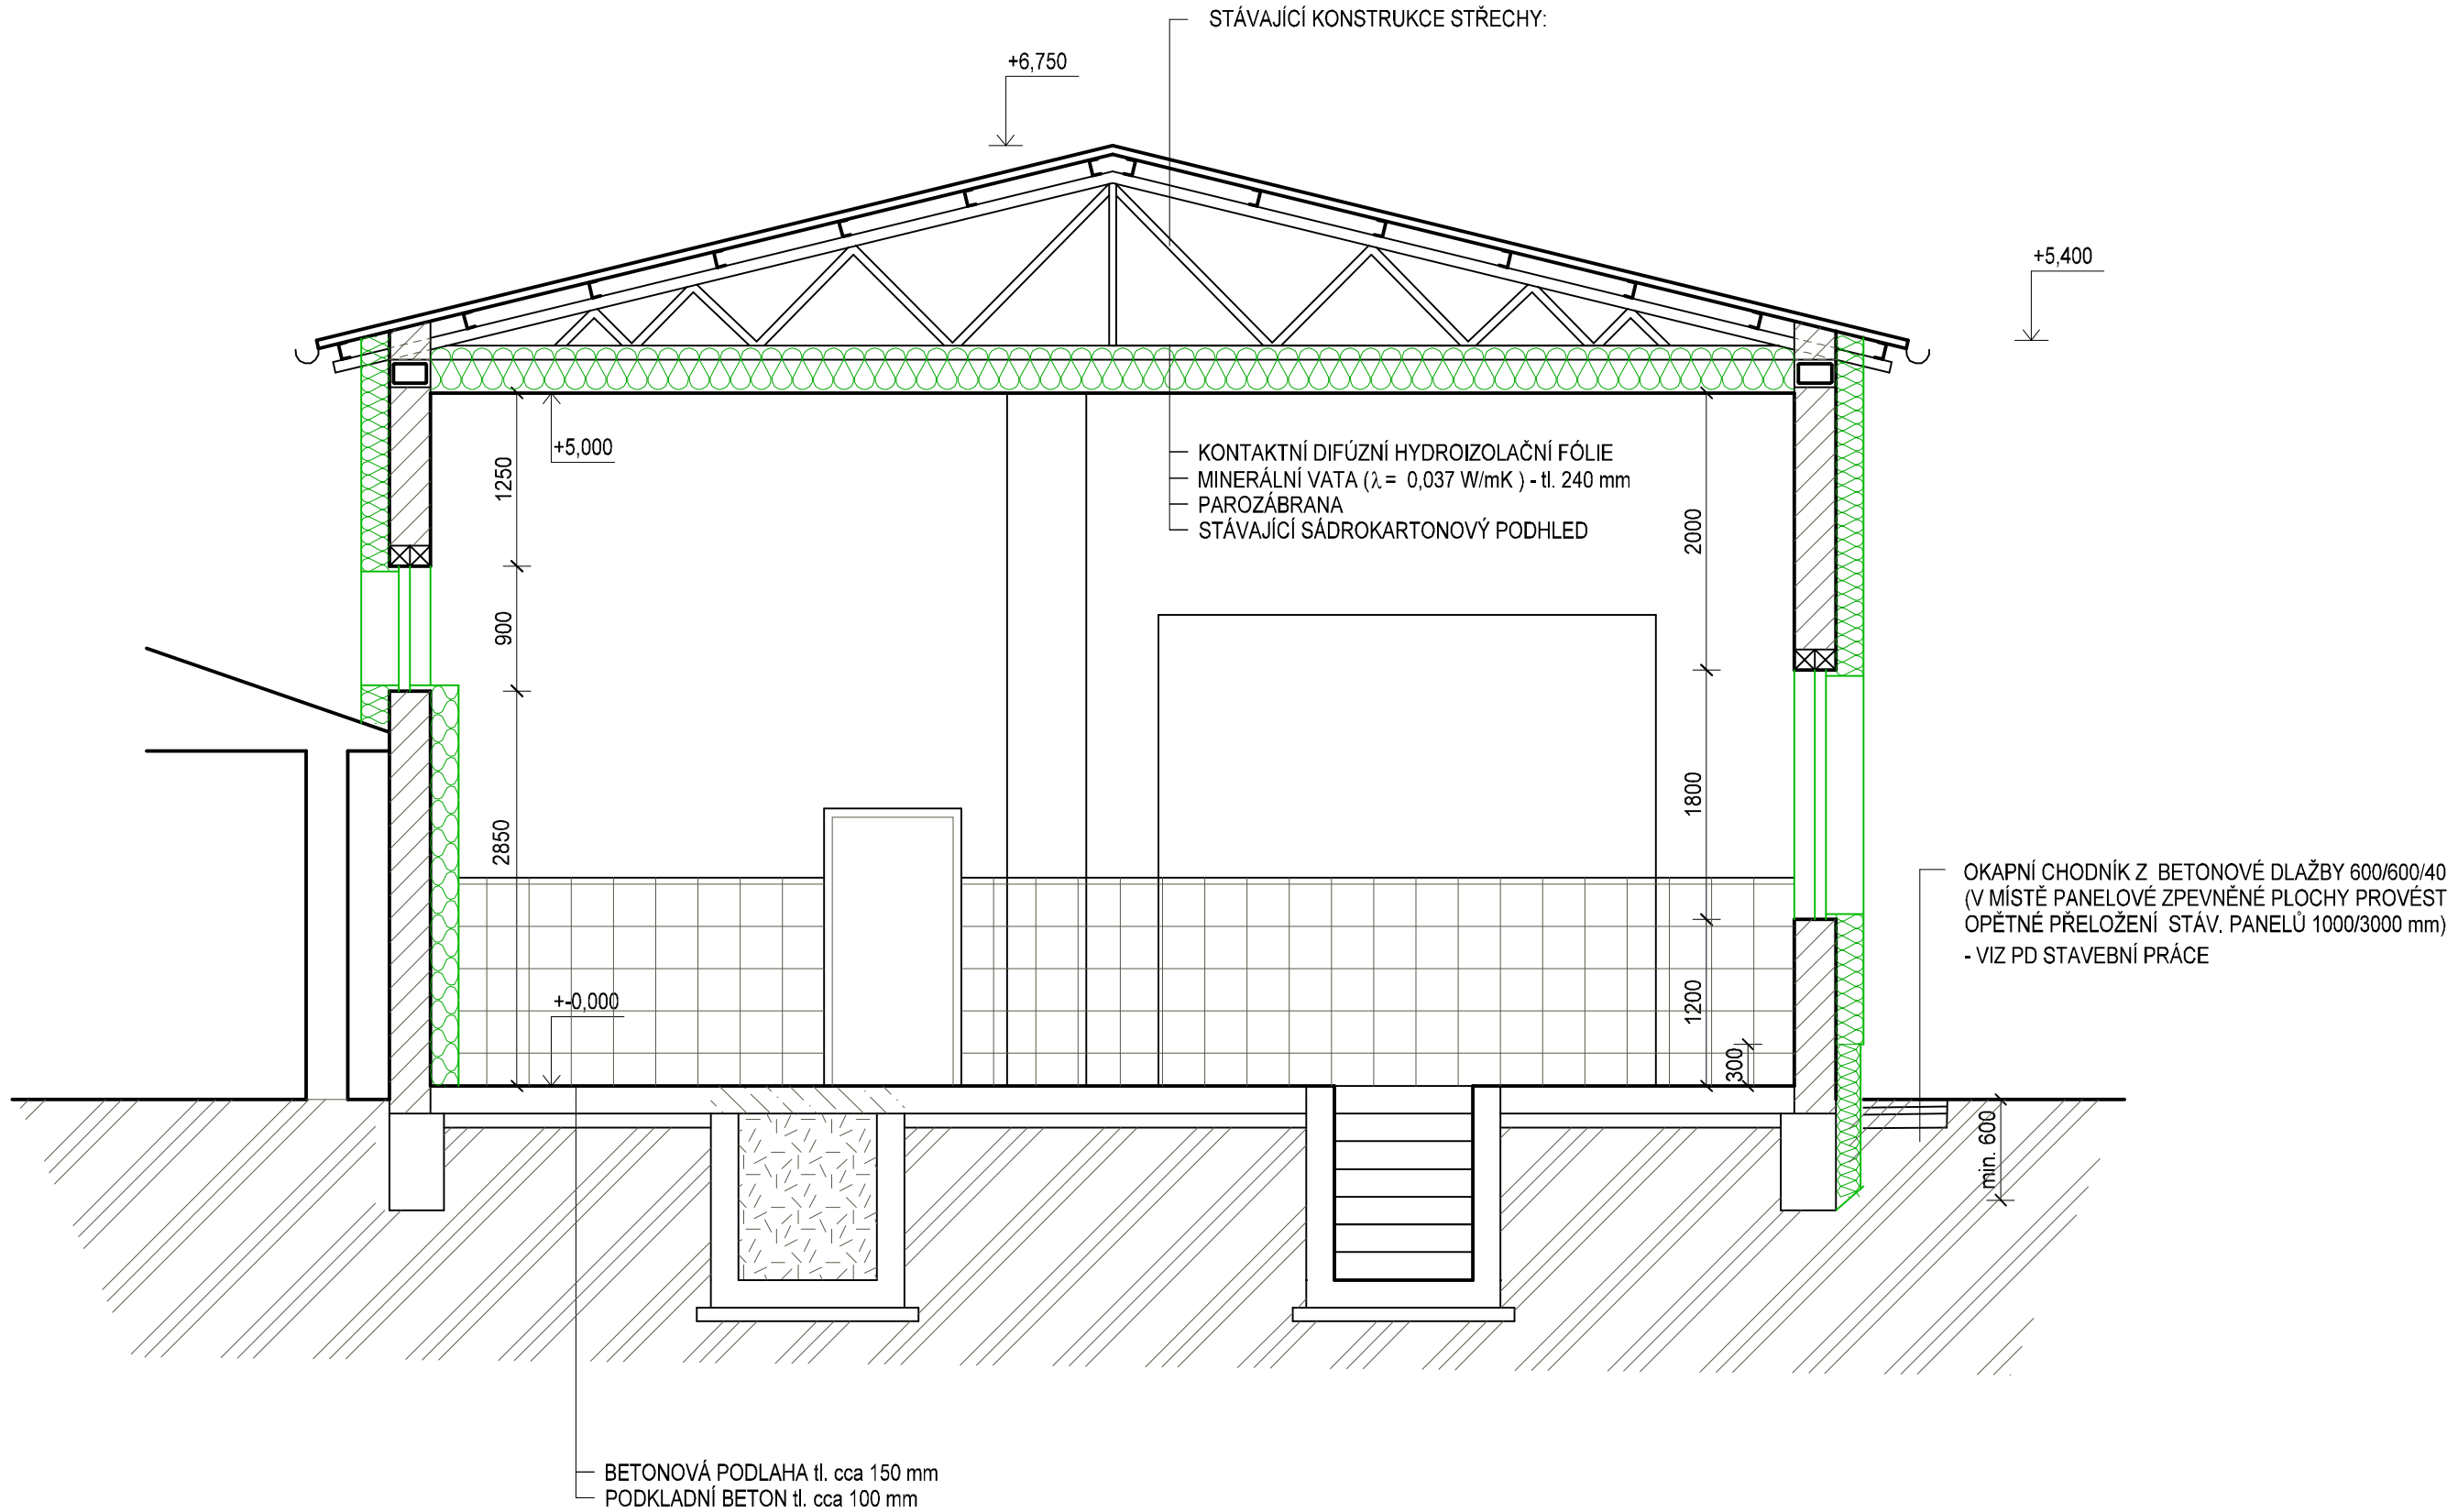 STÁVAJÍCÍ KONSTRUKCE STŘECHY:
+6,750
+5,400
+5,000
1250
KONTAKTNÍ DIFÚZNÍ HYDROIZOLAČNÍ FÓLIE
MINERÁLNÍ VATA (λ = 0,037 W/mK ) - tl. 240 mm
PAROZÁBRANA
STÁVAJÍCÍ SÁDROKARTONOVÝ PODHLED
2000
900
1800
2850
OKAPNÍ CHODNÍK Z BETONOVÉ DLAŽBY 600/600/40
(V MÍSTĚ PANELOVÉ ZPEVNĚNÉ PLOCHY PROVÉST
OPĚTNÉ PŘELOŽENÍ STÁV. PANELŮ 1000/3000 mm)
- VIZ PD STAVEBNÍ PRÁCE
+-0,000
1200
300
min. 600
BETONOVÁ PODLAHA tl. cca 150 mm
PODKLADNÍ BETON tl. cca 100 mm